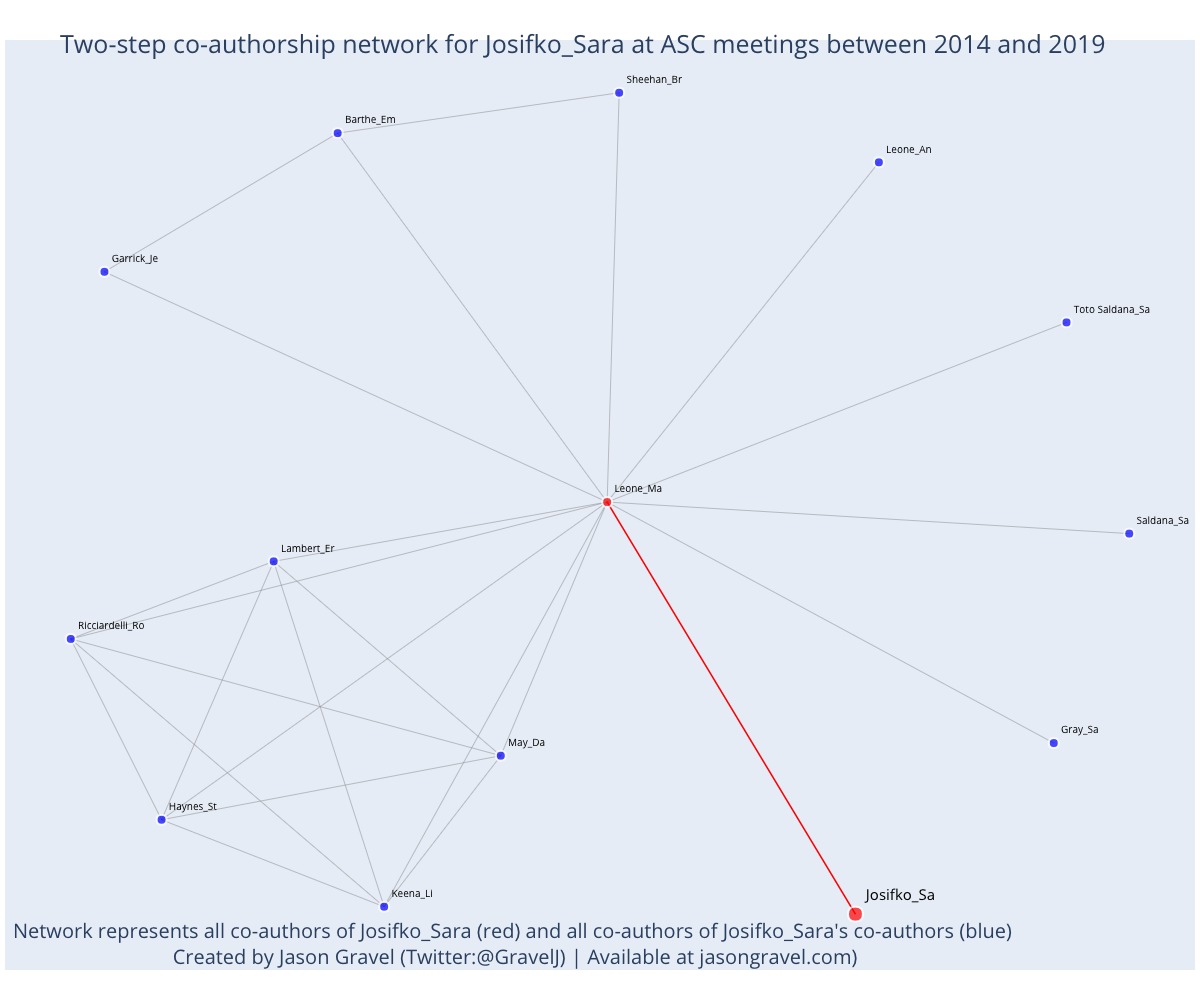 Two-step co-authorship network for Josifko_Sara at ASC meetings between 2014 and 2019
Sheehan_Br
Barthe_Em
Leone_An
Garrick_Je
Toto Saldana_Sa
Leone_Ma
Saldana_Sa
Lambert_Er
Ricciardelli_Ro
Gray_Sa
May_Da
Haynes_St
Keena_Li
Josifko_Sa
Network represents all co-authors of Josifko_Sara (red) and all co-authors of Josifko_Sara's co-authors (blue)
Created by Jason Gravel (Twitter:@GravelJ) | Available at jasongravel.com)